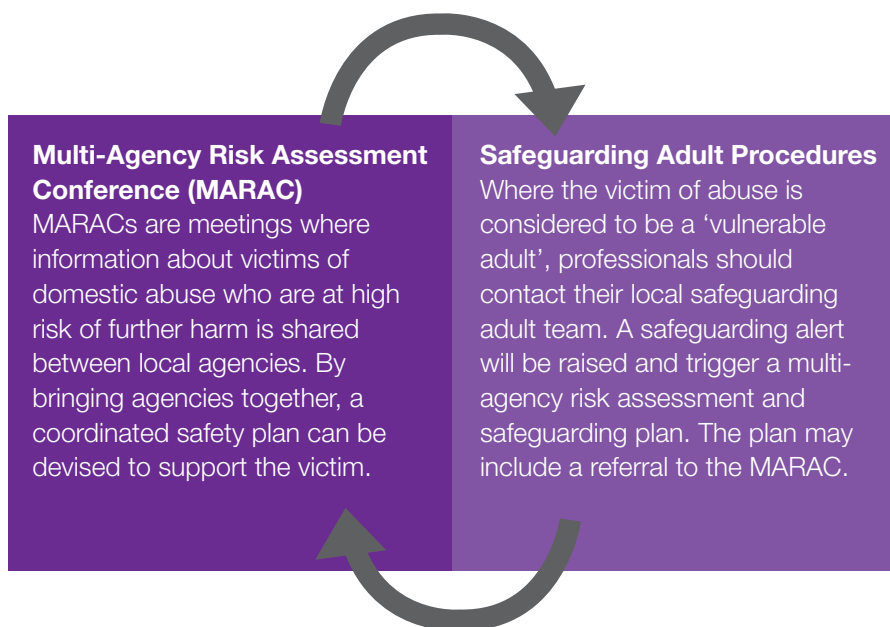 Multi-Agency Risk Assessment
Conference (MARAC)
MARACs are meetings where
information about victims of
domestic abuse who are at high
risk of further harm is shared
between local agencies. By
bringing agencies together, a
coordinated safety plan can be
devised to support the victim.
Safeguarding Adult Procedures
Where the victim of abuse is
considered to be a ‘vulnerable
adult’, professionals should
contact their local safeguarding
adult team. A safeguarding alert
will be raised and trigger a multi-
agency risk assessment and
safeguarding plan. The plan may
include a referral to the MARAC.